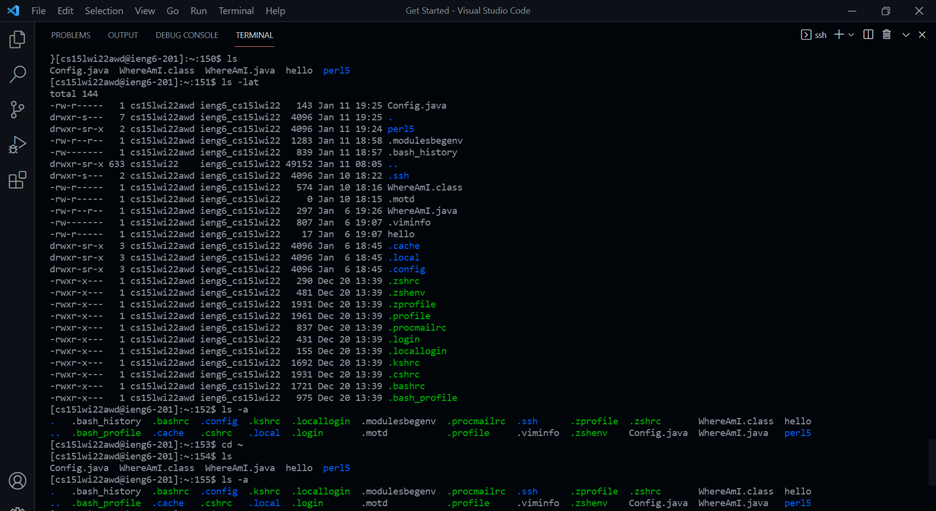 File Edit Selection View Go Run Terminal Help Get Started - Visual Studio Code
PROBLEMS OUTPUT DEBUG CONSOLE TERMINAL ssh
}[cs15lwi22awd@ieng6-201]:~:150$ ls
Config.java WhereAmI.class WhereAmI.java hello perl5
[cs15lwi22awd@ieng6-201]:~:151$ ls -lat
total 144
-rw-r----- 1 cs15lwi22awd ieng6_cs15lwi22 143 Jan 11 19:25 Config.java
drwxr-s--- 7 cs15lwi22awd ieng6_cs15lwi22 4096 Jan 11 19:25 .
drwxr-sr-x 2 cs15lwi22awd ieng6_cs15lwi22 4096 Jan 11 19:24 perl5
-rw-r--r-- 1 cs15lwi22awd ieng6_cs15lwi22 1283 Jan 11 18:58 .modulesbegenv
-rw------- 1 cs15lwi22awd ieng6_cs15lwi22 839 Jan 11 18:57 .bash_history
drwxr-sr-x 633 cs15lwi22 ieng6_cs15lwi22 49152 Jan 11 08:05 ..
drwxr-s--- 2 cs15lwi22awd ieng6_cs15lwi22 4096 Jan 10 18:22 .ssh
-rw-r----- 1 cs15lwi22awd ieng6_cs15lwi22 574 Jan 10 18:16 WhereAmI.class
-rw-r----- 1 cs15lwi22awd ieng6_cs15lwi22 0 Jan 10 18:15 .motd
-rw-r--r-- 1 cs15lwi22awd ieng6_cs15lwi22 297 Jan 6 19:26 WhereAmI.java
-rw------- 1 cs15lwi22awd ieng6_cs15lwi22 807 Jan 6 19:07 .viminfo
-rw-r----- 1 cs15lwi22awd ieng6_cs15lwi22 17 Jan 6 19:07 hello
drwxr-sr-x 3 cs15lwi22awd ieng6_cs15lwi22 4096 Jan 6 18:45 .cache
drwxr-sr-x 3 cs15lwi22awd ieng6_cs15lwi22 4096 Jan 6 18:45 .local
drwxr-sr-x 3 cs15lwi22awd ieng6_cs15lwi22 4096 Jan 6 18:45 .config
-rwxr-x--- 1 cs15lwi22awd ieng6_cs15lwi22 290 Dec 20 13:39 .zshrc
-rwxr-x--- 1 cs15lwi22awd ieng6_cs15lwi22 481 Dec 20 13:39 .zshenv
-rwxr-x--- 1 cs15lwi22awd ieng6_cs15lwi22 1931 Dec 20 13:39 .zprofile
-rwxr-x--- 1 cs15lwi22awd ieng6_cs15lwi22 1961 Dec 20 13:39 .profile
-rwxr-x--- 1 cs15lwi22awd ieng6_cs15lwi22 837 Dec 20 13:39 .procmailrc
-rwxr-x--- 1 cs15lwi22awd ieng6_cs15lwi22 431 Dec 20 13:39 .login
-rwxr-x--- 1 cs15lwi22awd ieng6_cs15lwi22 155 Dec 20 13:39 .locallogin
-rwxr-x--- 1 cs15lwi22awd ieng6_cs15lwi22 1692 Dec 20 13:39 .kshrc
-rwxr-x--- 1 cs15lwi22awd ieng6_cs15lwi22 1931 Dec 20 13:39 .cshrc
-rwxr-x--- 1 cs15lwi22awd ieng6_cs15lwi22 1721 Dec 20 13:39 .bashrc
-rwxr-x--- 1 cs15lwi22awd ieng6_cs15lwi22 975 Dec 20 13:39 .bash_profile
[cs15lwi22awd@ieng6-201]:~:152$ ls -a
. .bash_history .bashrc .config .kshrc .locallogin .modulesbegenv .procmailrc .ssh .zprofile .zshrc WhereAmI.class hello
.. .bash_profile .cache .cshrc .local .login .motd .profile .viminfo .zshenv Config.java WhereAmI.java perl5
[cs15lwi22awd@ieng6-201]:~:153$ cd ~
[cs15lwi22awd@ieng6-201]:~:154$ ls
Config.java WhereAmI.class WhereAmI.java hello perl5
[cs15lwi22awd@ieng6-201]:~:155$ ls -a
. .bash_history .bashrc .config .kshrc .locallogin .modulesbegenv .procmailrc .ssh .zprofile .zshrc WhereAmI.class hello
.. .bash_profile .cache .cshrc .local .login .motd .profile .viminfo .zshenv Config.java WhereAmI.java perl5